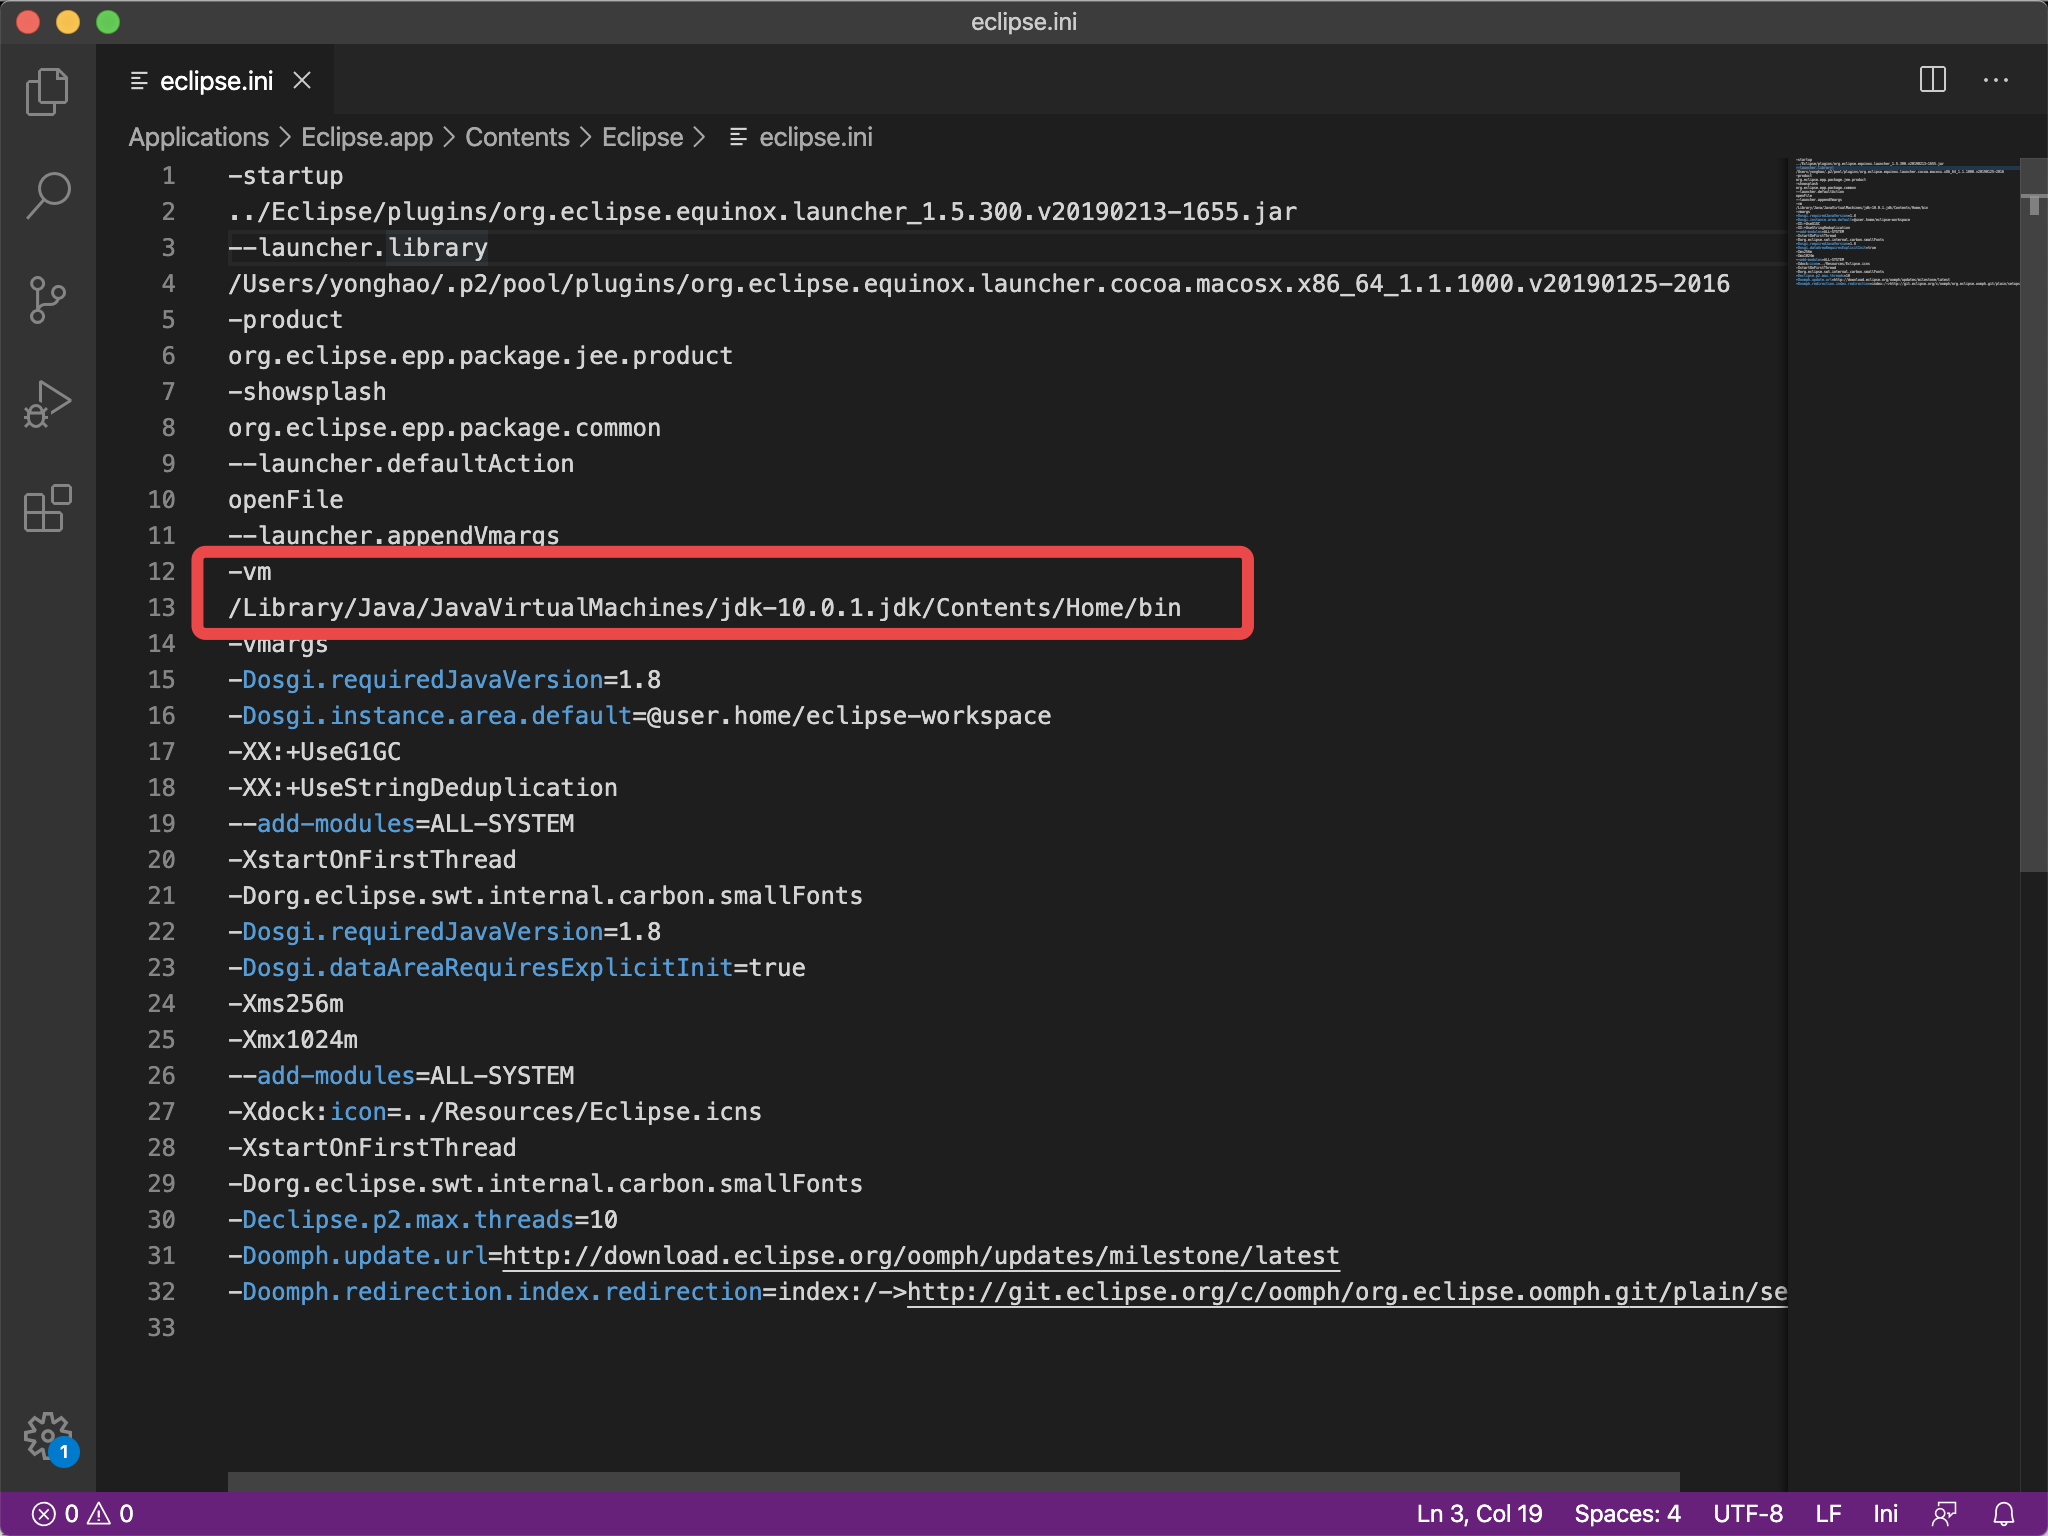 eclipse.ini
eclipse.ini
Applications > Eclipse.app > Contents > Eclipse > eclipse.ini
1 -startup
2 ../Eclipse/plugins/org.eclipse.equinox.launcher_1.5.300.v20190213-1655.jar
3 --launcher.library
4 /Users/yonghao/.p2/pool/plugins/org.eclipse.equinox.launcher.cocoa.macosx.x86_64_1.1.1000.v20190125-2016
5 -product
6 org.eclipse.epp.package.jee.product
7 -showsplash
8 org.eclipse.epp.package.common
9 --launcher.defaultAction
10 openFile
11 --launcher.appendVmargs
12 -vm
13 /Library/Java/JavaVirtualMachines/jdk-10.0.1.jdk/Contents/Home/bin
14 -vmargs
15 -Dosgi.requiredJavaVersion=1.8
16 -Dosgi.instance.area.default=@user.home/eclipse-workspace
17 -XX:+UseG1GC
18 -XX:+UseStringDeduplication
19 --add-modules=ALL-SYSTEM
20 -XstartOnFirstThread
21 -Dorg.eclipse.swt.internal.carbon.smallFonts
22 -Dosgi.requiredJavaVersion=1.8
23 -Dosgi.dataAreaRequiresExplicitInit=true
24 -Xms256m
25 -Xmx1024m
26 --add-modules=ALL-SYSTEM
27 -Xdock:icon=../Resources/Eclipse.icns
28 -XstartOnFirstThread
29 -Dorg.eclipse.swt.internal.carbon.smallFonts
30 -Declipse.p2.max.threads=10
31 -Doomph.update.url=http://download.eclipse.org/oomph/updates/milestone/latest
32 -Doomph.redirection.index.redirection=index:/->http://git.eclipse.org/c/oomph/org.eclipse.oomph.git/plain/se
33
1
0 0 Ln 3, Col 19 Spaces: 4 UTF-8 LF Ini